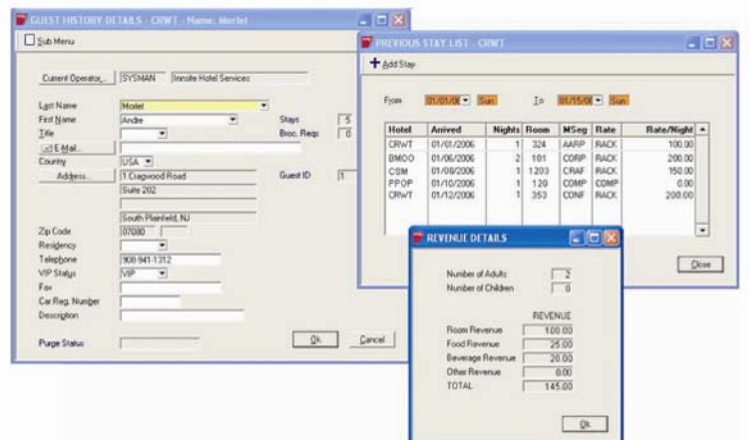 GUEST HISTORY DETAILS - CRWT - Name: Morlet
Sub Menu
Current Operator... SYSMAN Innsite Hotel Services
Last Name Morlet
First Name Andre
Title
E-Mail...
Country USA
Address... 1 Cragwood Road
Suite 202
South Plainfield, NJ
Zip Code 07080
Residency
Telephone 908-941-1312
VIP Status VIP
Fax
Car Reg. Number
Description
Purge Status
Stays 5
Broc. Reqs 0
Guest ID 1
Ok Cancel
PREVIOUS STAY LIST - CRWT
Add Stay
From 01/01/06 Sun To 01/15/06 Sun
Hotel Arrived Nights Room MSeg Rate Rate/Night
CRWT 01/01/2006 1 324 AARP RACK 100.00
BMOO 01/06/2006 2 101 CORP RACK 200.00
CSM 01/08/2006 1 1203 CRAF RACK 150.00
PPOP 01/10/2006 1 120 COMP COMP 0.00
CRWT 01/12/2006 1 353 CONF RACK 200.00
Close
REVENUE DETAILS
Number of Adults 2
Number of Children 0
REVENUE
Room Revenue 100.00
Food Revenue 25.00
Beverage Revenue 20.00
Other Revenue 0.00
TOTAL 145.00
Ok